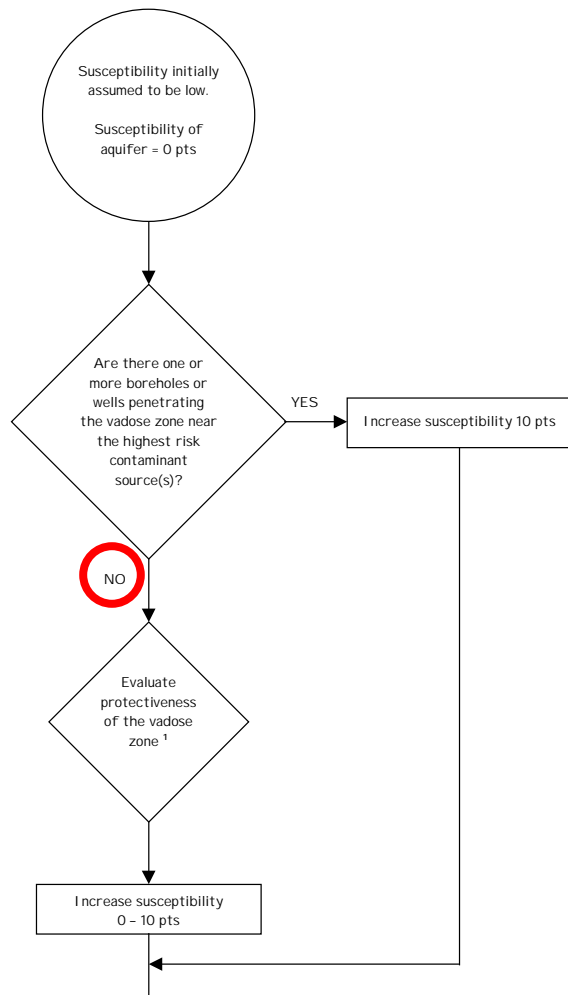 Susceptibility initially
assumed to be low.
Susceptibility of
aquifer = 0 pts
Are there one or
more boreholes or
wells penetrating
the vadose zone near
the highest risk
contaminant
source(s)?
YES
Increase susceptibility 10 pts
NO
Evaluate
protectiveness
of the vadose
zone ¹
Increase susceptibility
0 – 10 pts